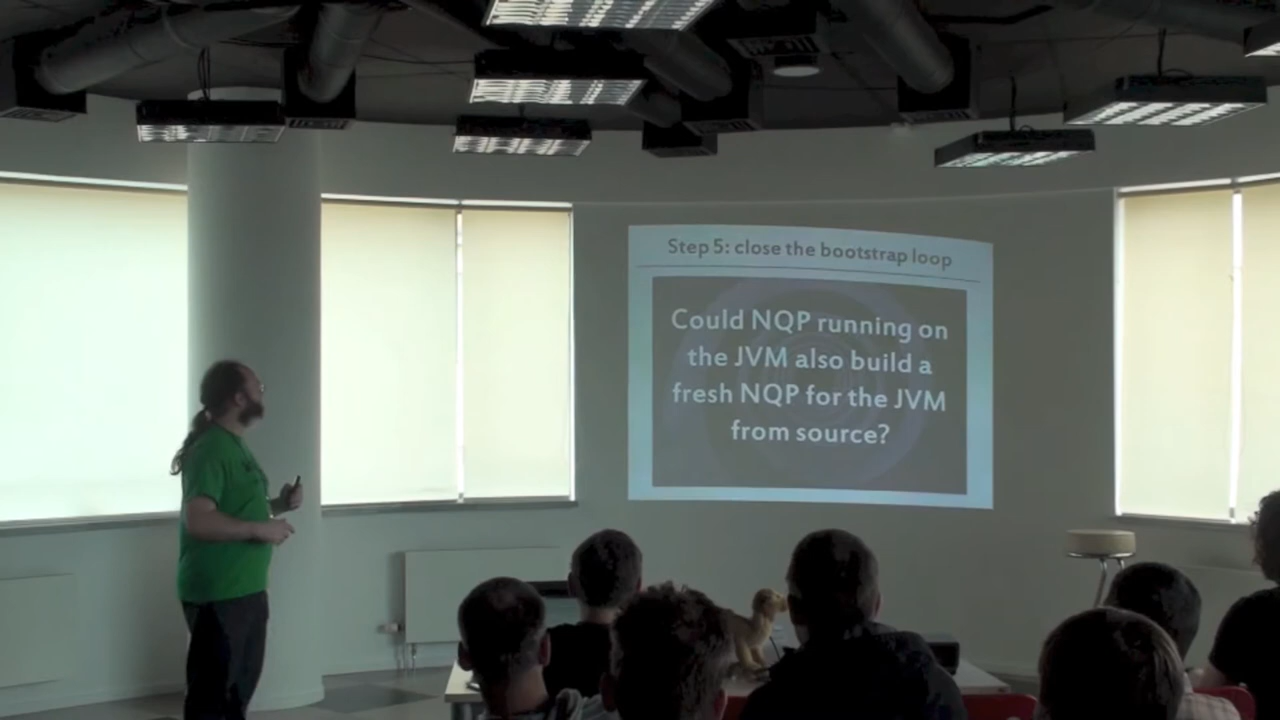 Step 5: close the bootstrap loop
Could NQP running on
the JVM also build a
fresh NQP for the JVM
from source?